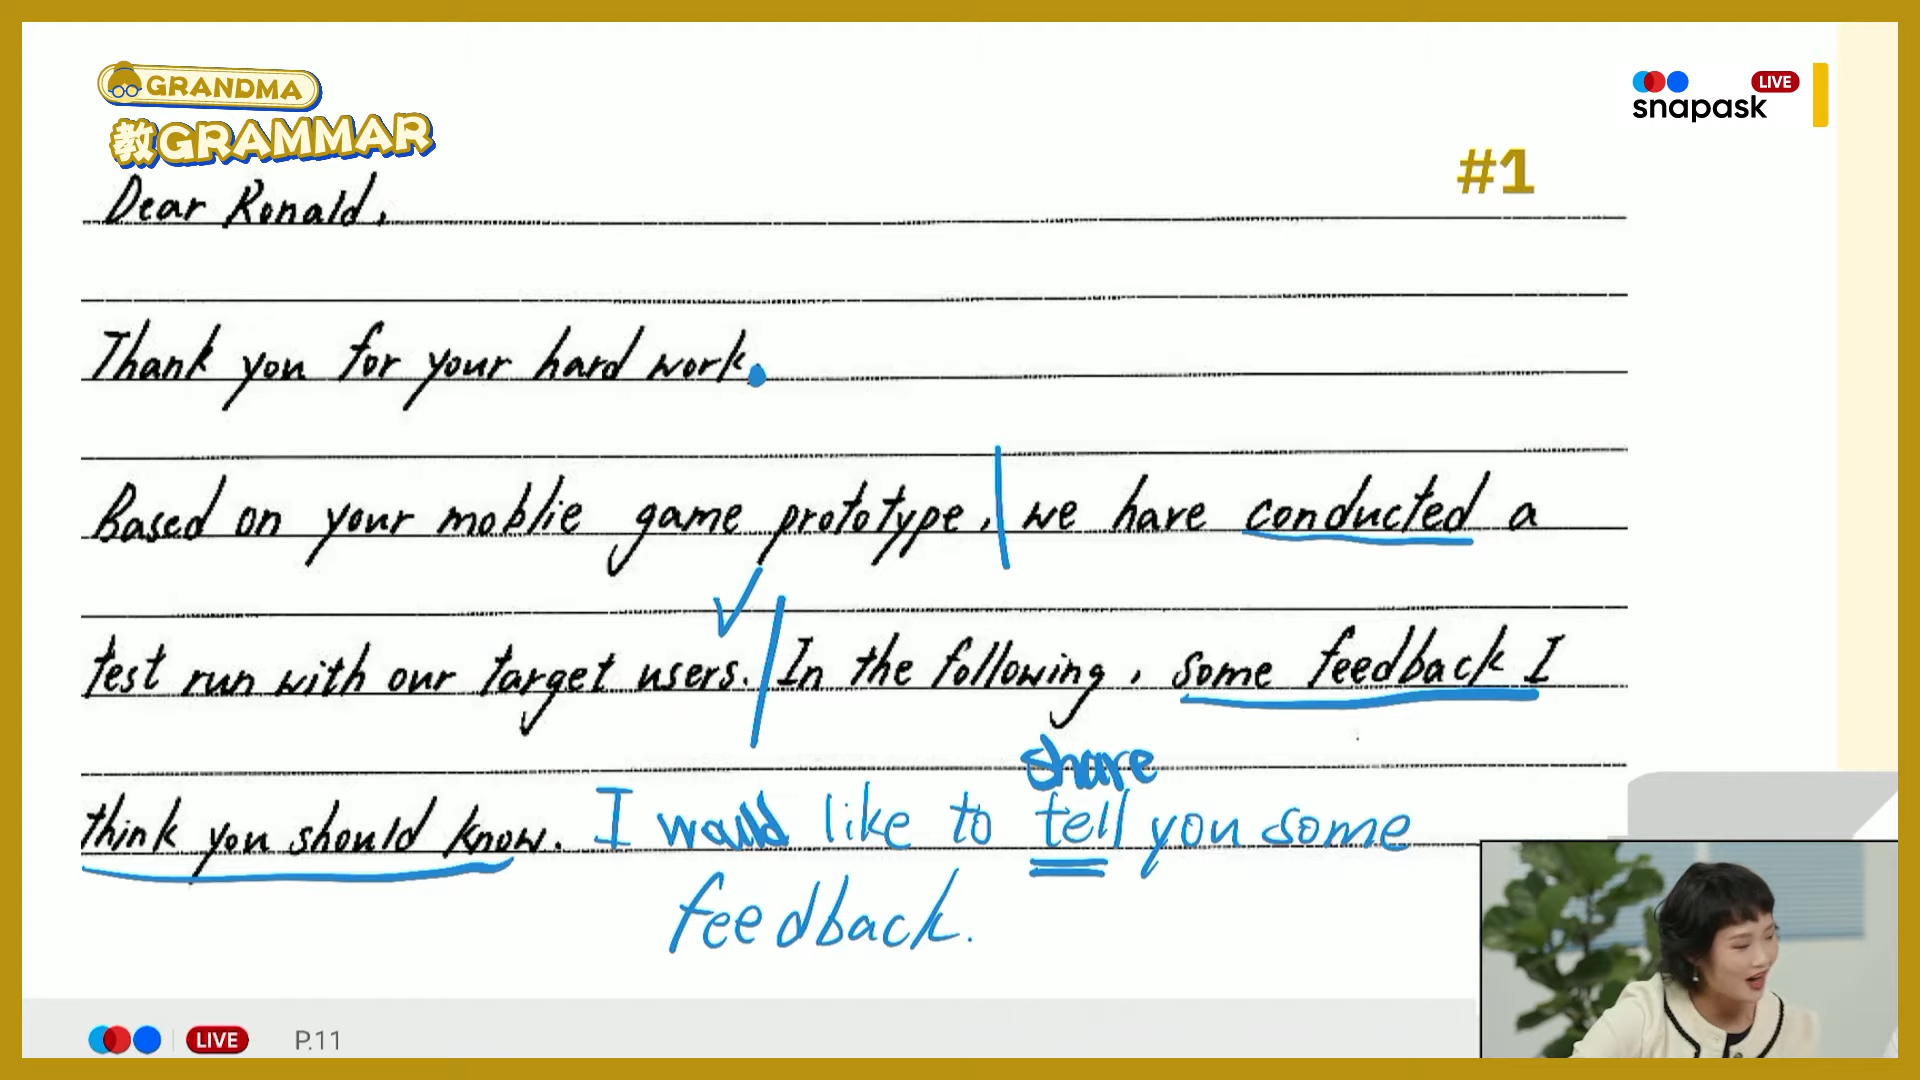 GRANDMA
教GRAMMAR
LIVE
snapask
#1
Dear Ronald,
Thank you for your hard work.
Based on your moblie game prototype, we have conducted a
test run with our target users. In the following, some feedback I
share
think you should know. I would like to tell you some
feedback.
LIVE P.11